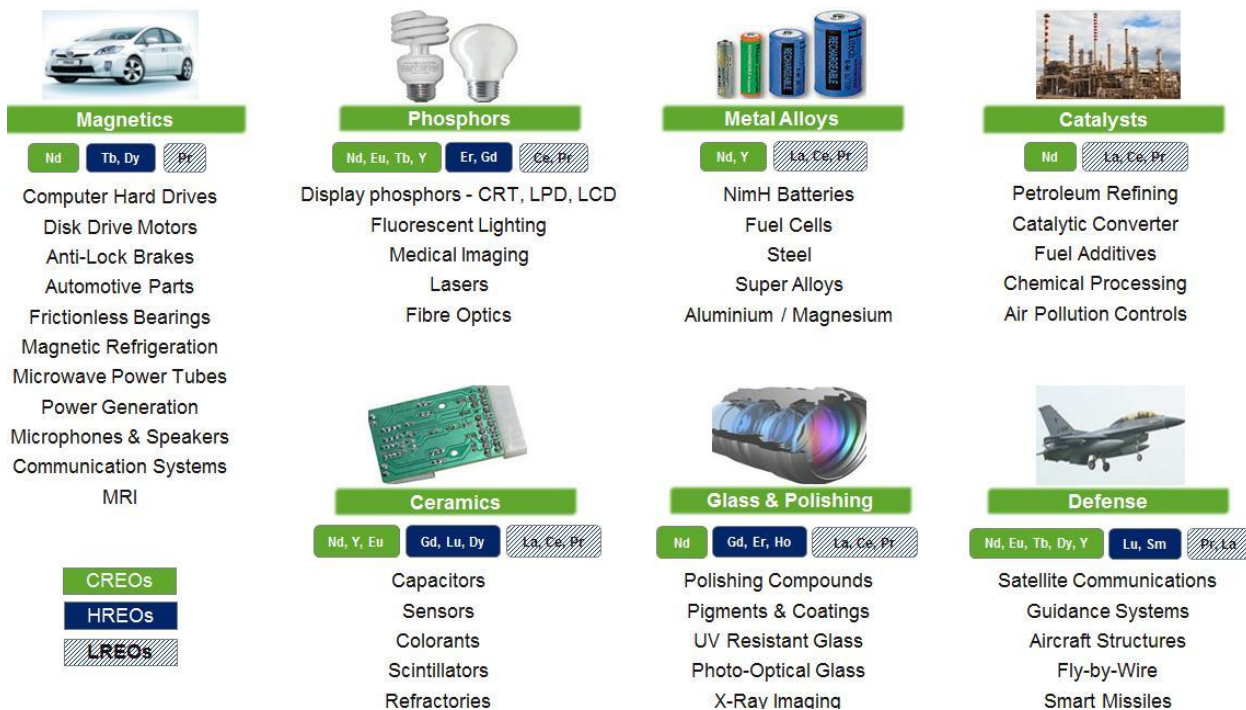 Magnetics
Nd
Tb, Dy
Pr
Computer Hard Drives
Disk Drive Motors
Anti-Lock Brakes
Automotive Parts
Frictionless Bearings
Magnetic Refrigeration
Microwave Power Tubes
Power Generation
Microphones & Speakers
Communication Systems
MRI
Phosphors
Nd, Eu, Tb, Y
Er, Gd
Ce, Pr
Display phosphors - CRT, LPD, LCD
Fluorescent Lighting
Medical Imaging
Lasers
Fibre Optics
RECHARGEABLE
RECHARGEABLE
Metal Alloys
Nd, Y
La, Ce, Pr
NimH Batteries
Fuel Cells
Steel
Super Alloys
Aluminium / Magnesium
Catalysts
Nd
La, Ce, Pr
Petroleum Refining
Catalytic Converter
Fuel Additives
Chemical Processing
Air Pollution Controls
Ceramics
Nd, Y, Eu
Gd, Lu, Dy
La, Ce, Pr
Capacitors
Sensors
Colorants
Scintillators
Refractories
Glass & Polishing
Nd
Gd, Er, Ho
La, Ce, Pr
Polishing Compounds
Pigments & Coatings
UV Resistant Glass
Photo-Optical Glass
X-Ray Imaging
Defense
Nd, Eu, Tb, Dy, Y
Lu, Sm
Pr, La
Satellite Communications
Guidance Systems
Aircraft Structures
Fly-by-Wire
Smart Missiles
CREOs
HREOs
LREOs